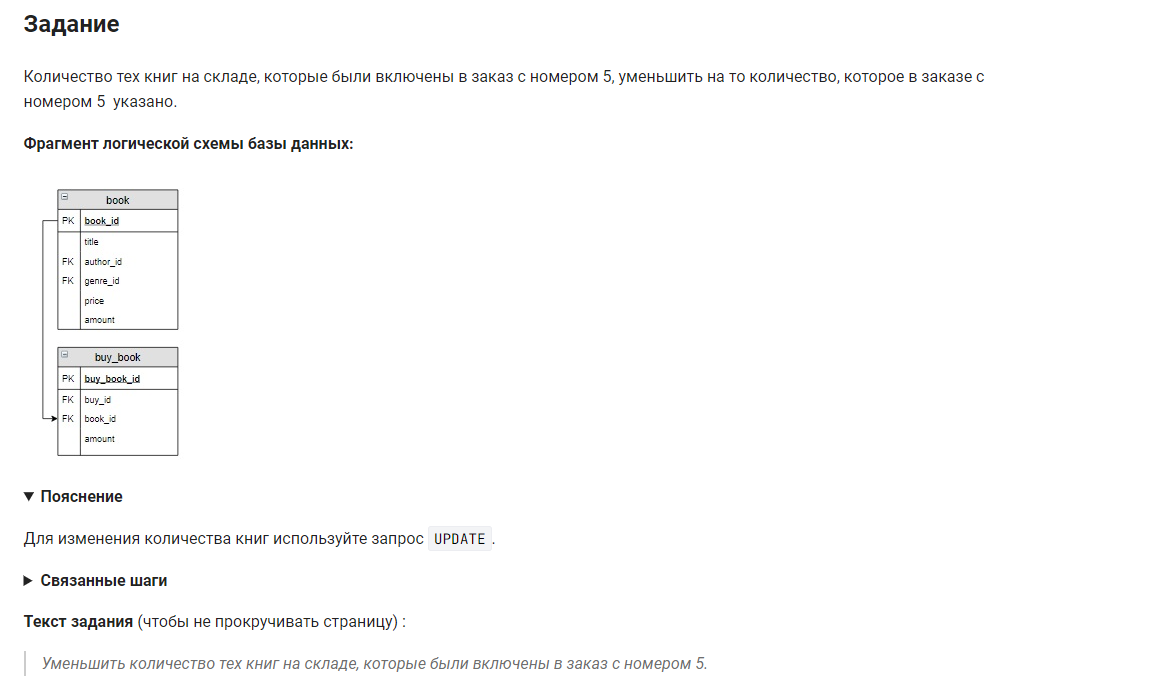 Задание
Количество тех книг на складе, которые были включены в заказ с номером 5, уменьшить на то количество, которое в заказе с
номером 5 указано.
Фрагмент логической схемы базы данных:
book
PK book_id
title
FK author_id
FK genre_id
price
amount
buy_book
PK buy_book_id
FK buy_id
FK book_id
amount
Пояснение
Для изменения количества книг используйте запрос UPDATE.
Связанные шаги
Текст задания (чтобы не прокручивать страницу) :
Уменьшить количество тех книг на складе, которые были включены в заказ с номером 5.